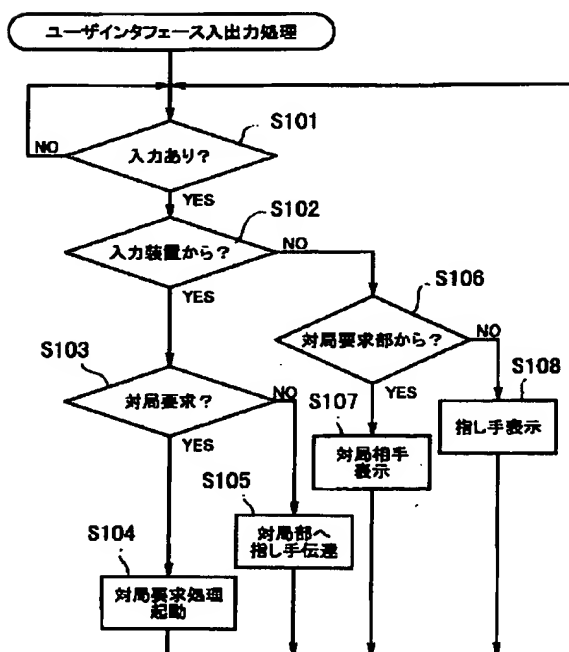 ユーザインタフェース入出力処理
S101
入力あり?
NO
YES
S102
入力装置から?
NO
YES
S106
対局要求部から?
NO
YES
S103
対局要求?
NO
YES
S107
対局相手
表示
S108
指し手表示
S105
対局部へ
指し手伝達
S104
対局要求処理
起動